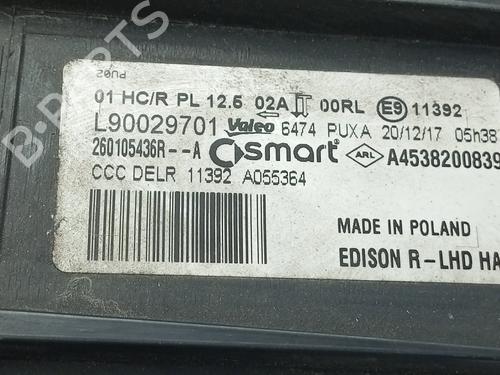 B-PARTS
PU02
01 HC/R PL 12.5 02A 00RL E9 11392
L90029701 Valeo 6474 PUXA 20/12/17 05h38
260105436R--A smart ARL A4538200839
CCC DELR 11392 A055364
MADE IN POLAND
EDISON R-LHD HA